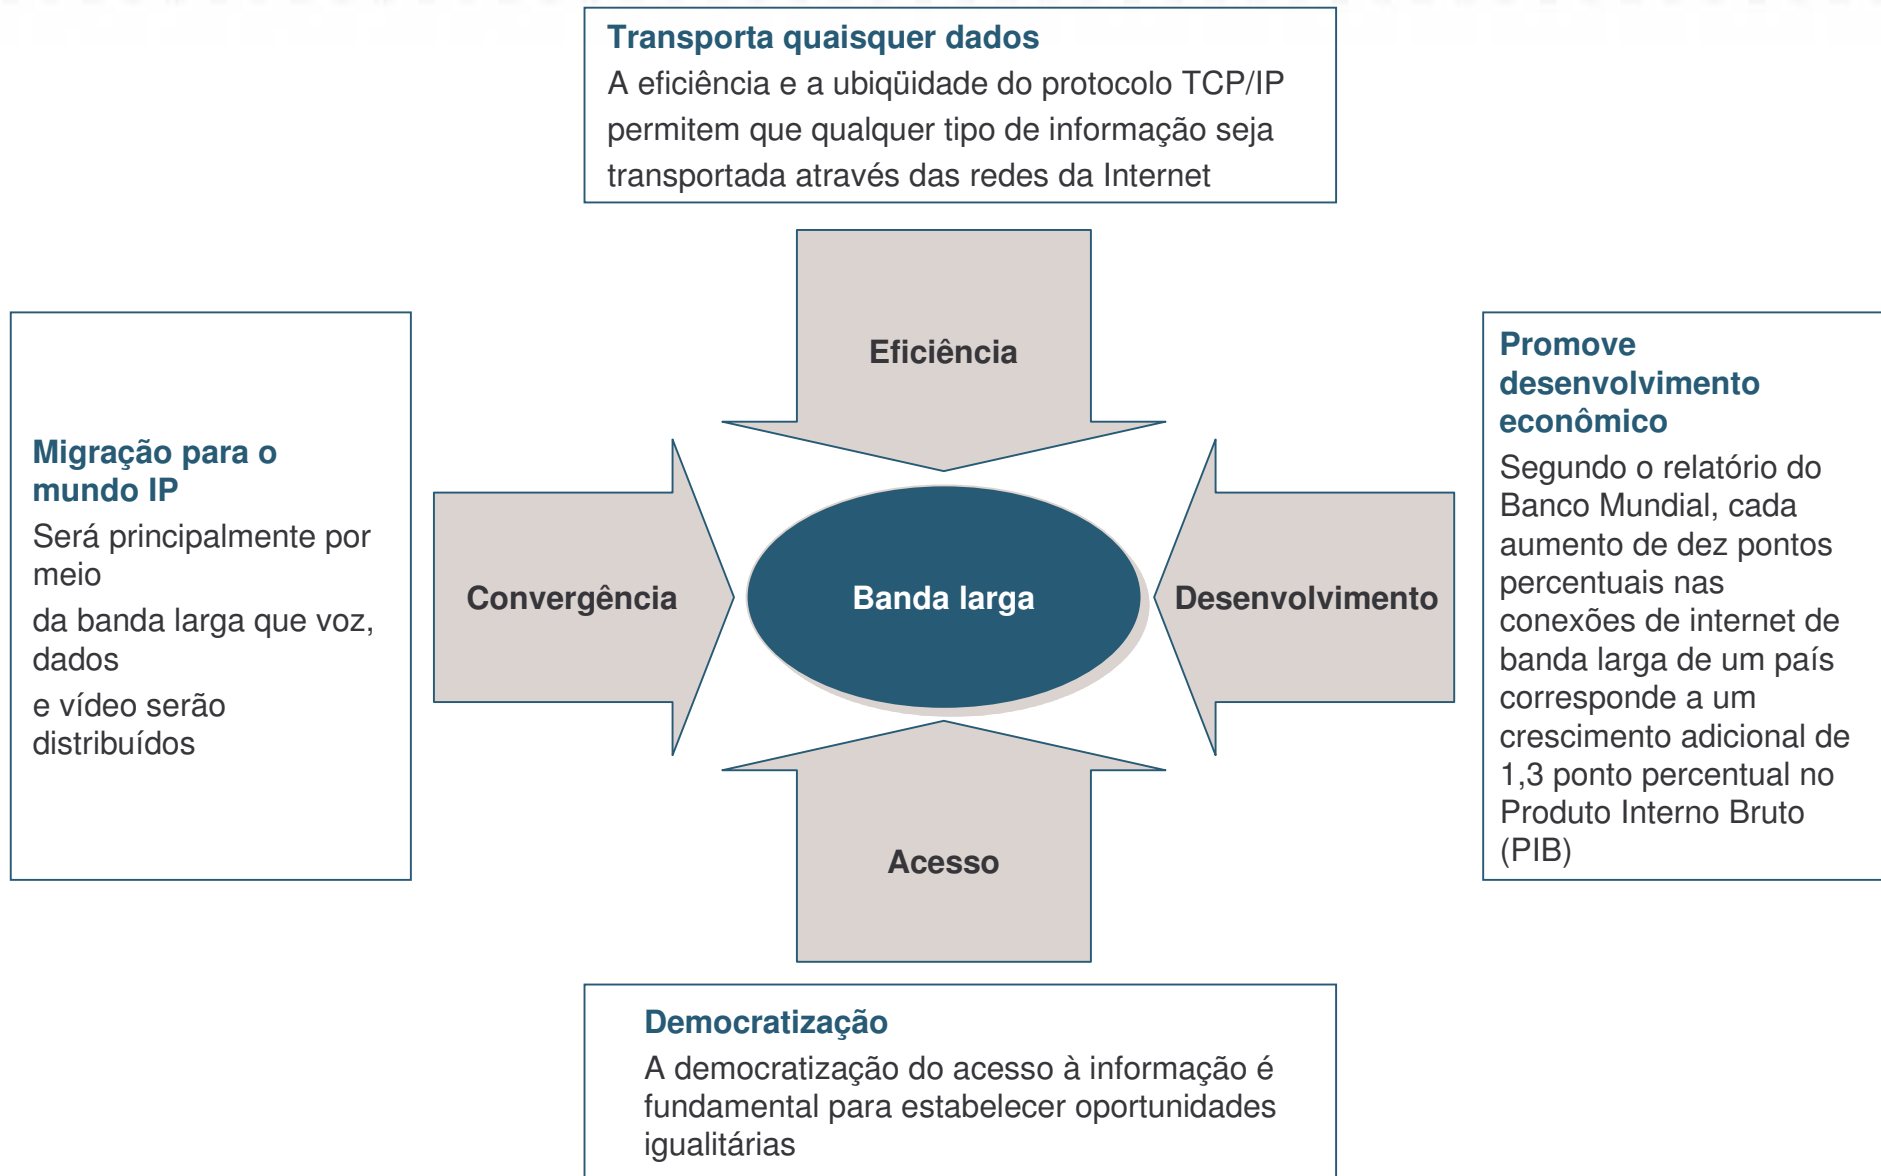 Transporta quaisquer dados
A eficiência e a ubiqüidade do protocolo TCP/IP
permitem que qualquer tipo de informação seja
transportada através das redes da Internet
Eficiência
Migração para o
mundo IP
Será principalmente por
meio
da banda larga que voz,
dados
e vídeo serão
distribuídos
Convergência
Banda larga
Desenvolvimento
Promove
desenvolvimento
econômico
Segundo o relatório do
Banco Mundial, cada
aumento de dez pontos
percentuais nas
conexões de internet de
banda larga de um país
corresponde a um
crescimento adicional de
1,3 ponto percentual no
Produto Interno Bruto
(PIB)
Acesso
Democratização
A democratização do acesso à informação é
fundamental para estabelecer oportunidades
igualitárias